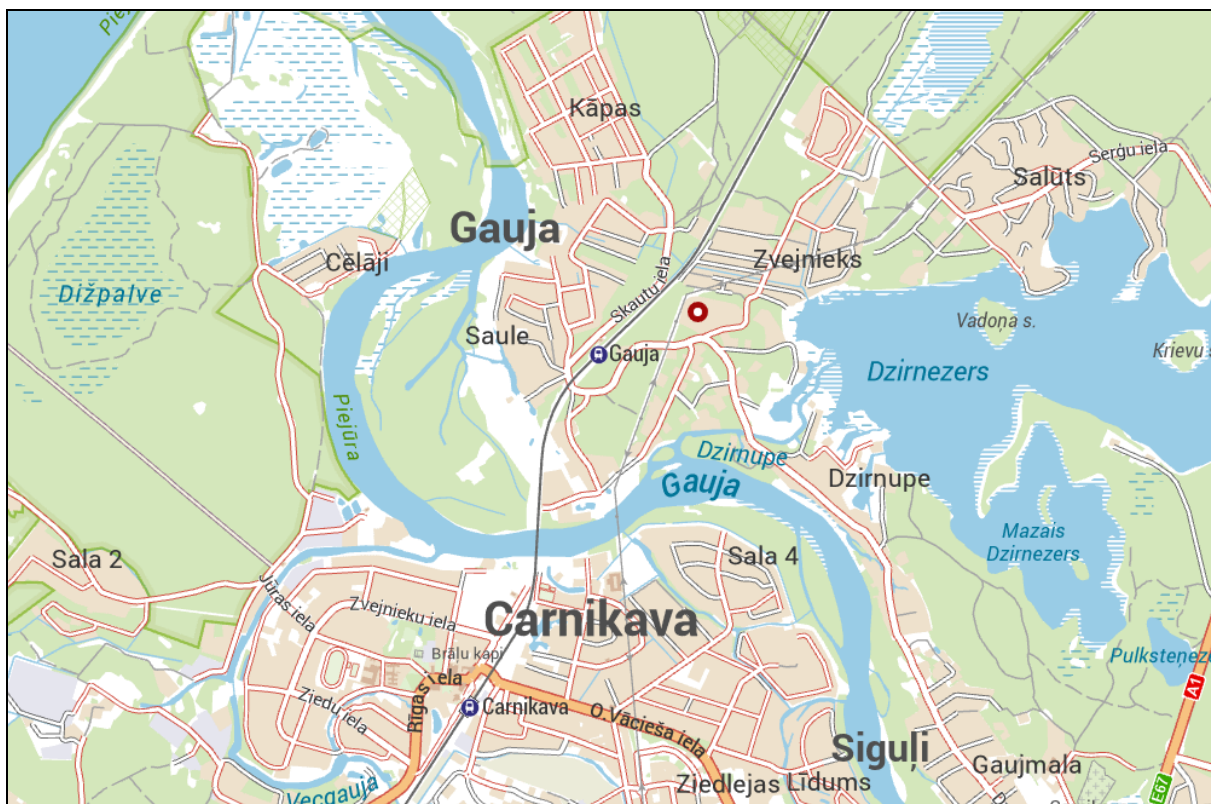 Kāpas
Serģu iela
Salūts
Gauja
Cēlāji
Zvejnieks
Dižpalve
Skautu iela
Vadoņa s.
Saule
Gauja
Krievu
Dzirnezers
Piejūra
Dzirnupe
Gauja
Dzirnupe
Mazais
Dzirnezers
Sala 2
Sala 4
Jūras iela
Zvejnieku iela
Carnikava
Brāļu kapi
Rīgas iela
Ziedu iela
Carnikava
O.Vācieša iela
A1
Siguļi
Gaujmala
Ziedlejas
Līdums
Vecgauja
E67